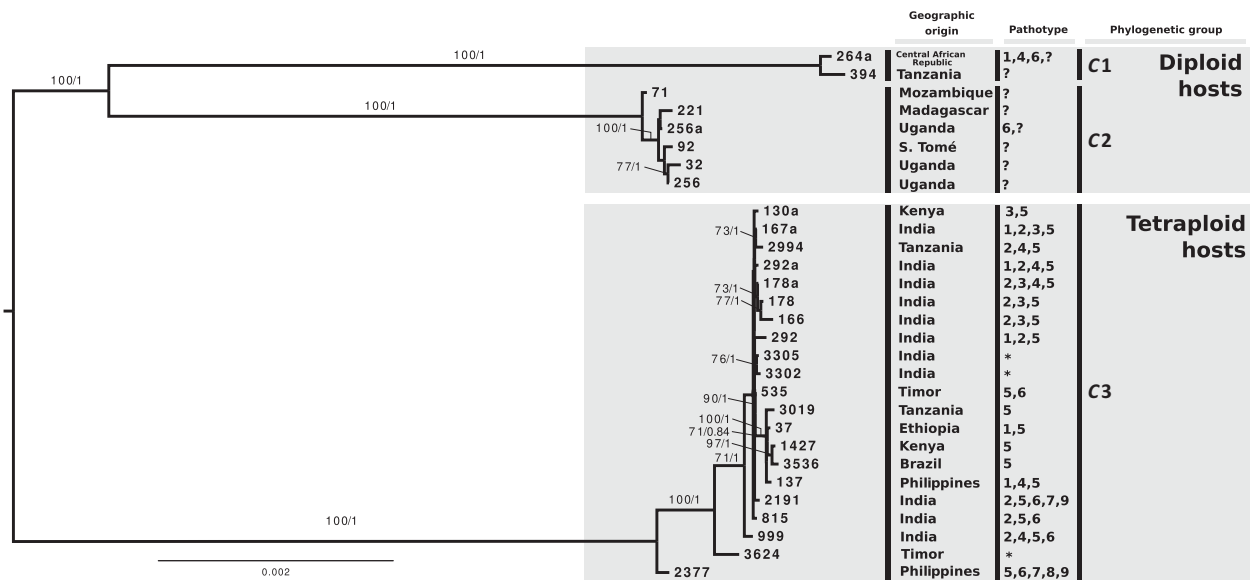 Geographic
origin
Pathotype
Phylogenetic group
100/1
264a
Central African
Republic
1,4,6,?
C1
Diploid
hosts
394
Tanzania
?
100/1
100/1
71
Mozambique
?
221
Madagascar
?
100/1
256a
Uganda
6,?
C2
92
S. Tomé
?
77/1
32
Uganda
?
256
Uganda
?
130a
Kenya
3,5
Tetraploid
hosts
73/1
167a
India
1,2,3,5
2994
Tanzania
2,4,5
292a
India
1,2,4,5
73/1
178a
India
2,3,4,5
77/1
178
India
2,3,5
166
India
2,3,5
292
India
1,2,5
76/1
3305
India
*
3302
India
*
535
Timor
5,6
C3
90/1
3019
Tanzania
5
100/1
37
Ethiopia
1,5
71/0.84
97/1
1427
Kenya
5
71/1
3536
Brazil
5
137
Philippines
1,4,5
100/1
2191
India
2,5,6,7,9
100/1
815
India
2,5,6
999
India
2,4,5,6
3624
Timor
*
0.002
2377
Philippines
5,6,7,8,9